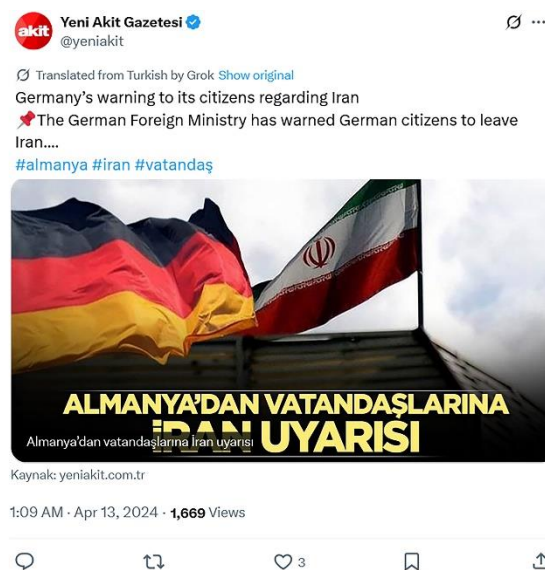 akit
Yeni Akit Gazetesi
@yeniakit
Translated from Turkish by Grok Show original
Germany’s warning to its citizens regarding Iran
📌The German Foreign Ministry has warned German citizens to leave
Iran....
#almanya #iran #vatandaş
ALMANYA’DAN VATANDAŞLARINA
İRAN UYARISI
Almanya’dan vatandaşlarına İran uyarısı
Kaynak: yeniakit.com.tr
1:09 AM · Apr 13, 2024 · 1,669 Views
3